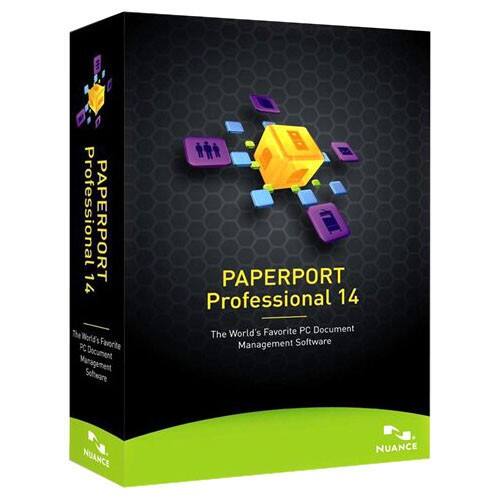 PAPERPORT
Professional 14
The World's Favorite
PC Document
Management
Software
PAPERPORT
Professional 14
The World's Favorite PC Document
Management Software
NUANCE